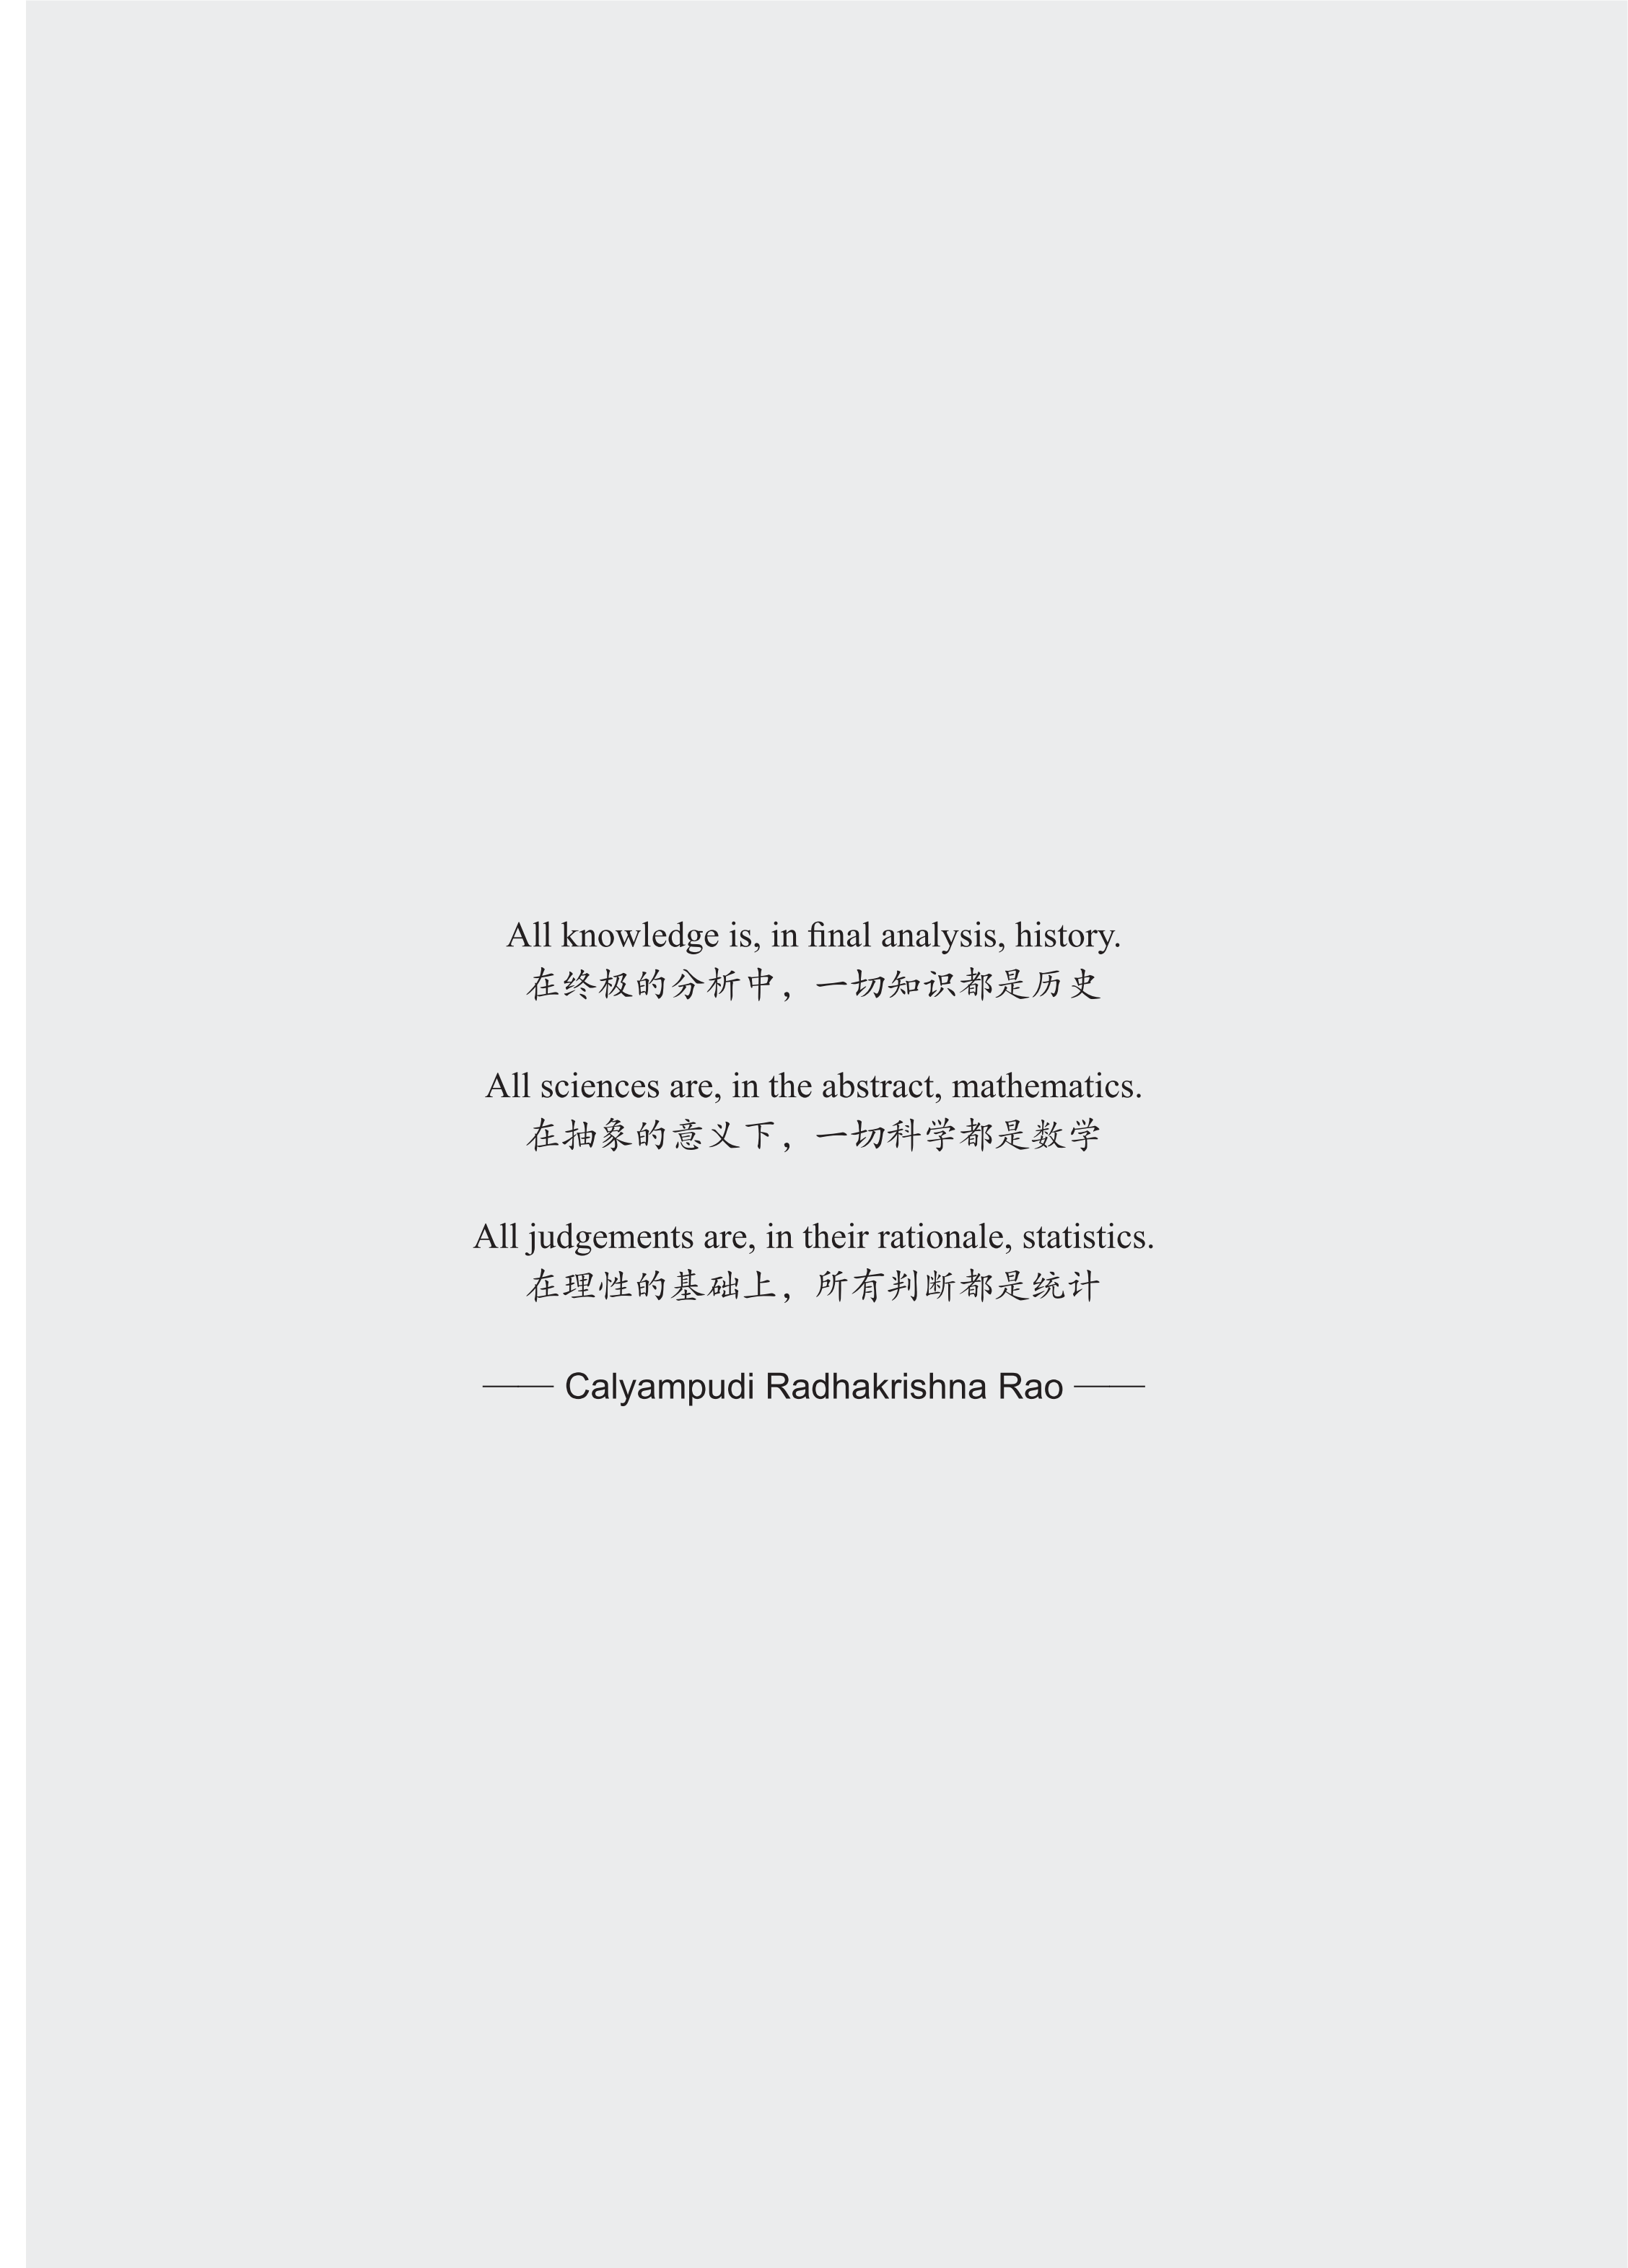 All knowledge is, in final analysis, history.
在终极的分析中，一切知识都是历史
All sciences are, in the abstract, mathematics.
在抽象的意义下，一切科学都是数学
All judgements are, in their rationale, statistics.
在理性的基础上，所有判断都是统计
—— Calyampudi Radhakrishna Rao ——